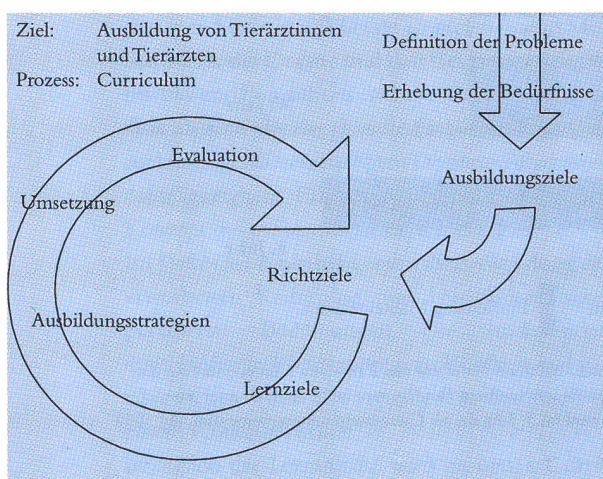 Ziel: Ausbildung von Tierärztinnen
und Tierärzten
Prozess: Curriculum
Definition der Probleme
Erhebung der Bedürfnisse
Ausbildungsziele
Evaluation
Umsetzung
Richtziele
Ausbildungsstrategien
Lernziele